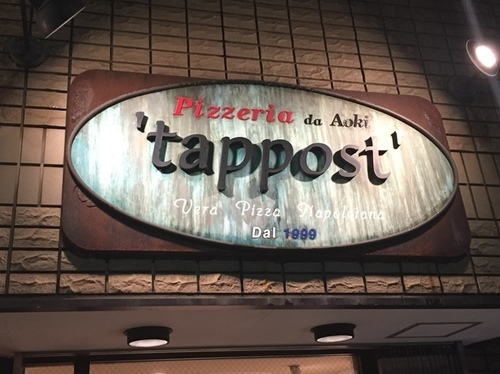 Pizzeria da Aoki
'tappost'
Vera Pizza Napoletana
Dal 1999